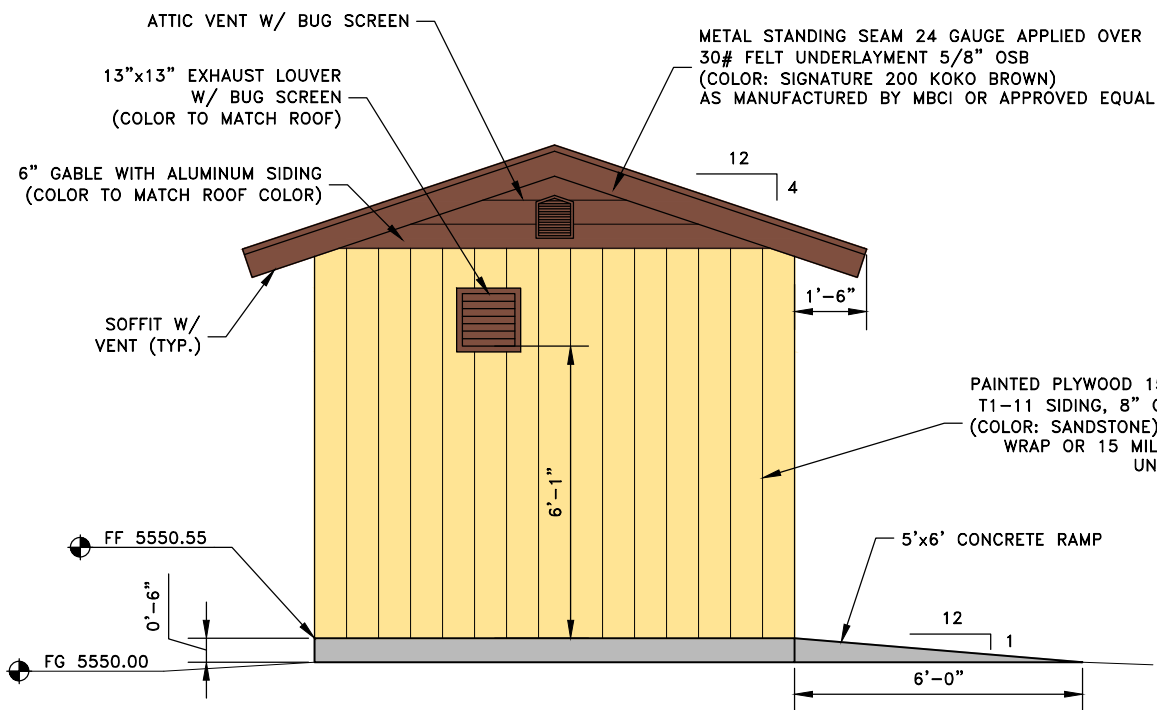 ATTIC VENT W/ BUG SCREEN
METAL STANDING SEAM 24 GAUGE APPLIED OVER
30# FELT UNDERLAYMENT 5/8" OSB
(COLOR: SIGNATURE 200 KOKO BROWN)
AS MANUFACTURED BY MBCI OR APPROVED EQUAL
13"x13" EXHAUST LOUVER
W/ BUG SCREEN
(COLOR TO MATCH ROOF)
12
4
6" GABLE WITH ALUMINUM SIDING
(COLOR TO MATCH ROOF COLOR)
1'-6"
SOFFIT W/
VENT (TYP.)
PAINTED PLYWOOD
T1-11 SIDING, 8"
(COLOR: SANDSTONE)
WRAP OR 15 MIL
6'-1"
FF 5550.55
5'x6' CONCRETE RAMP
0'-6"
12
1
FG 5550.00
6'-0"